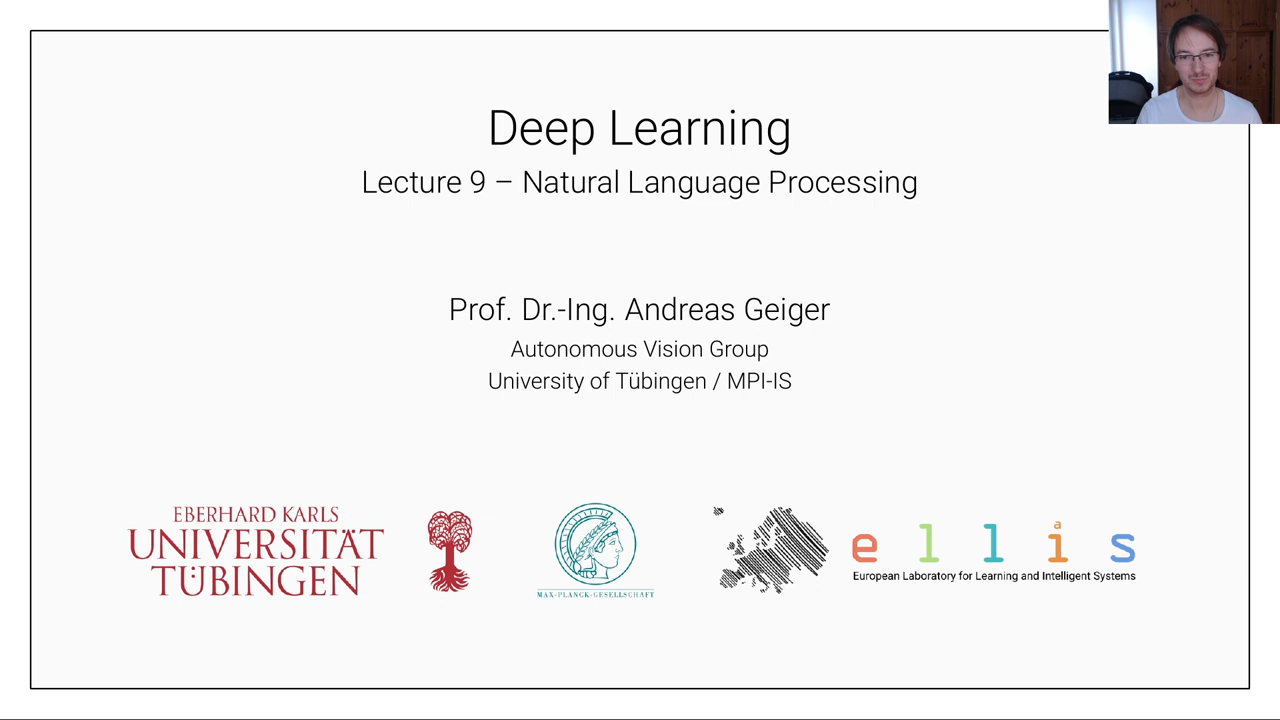 Deep Learning
Lecture 9 – Natural Language Processing
Prof. Dr.-Ing. Andreas Geiger
Autonomous Vision Group
University of Tübingen / MPI-IS
EBERHARD KARLS
UNIVERSITÄT
TÜBINGEN
MAX-PLANCK-GESELLSCHAFT
a
e l l i s
European Laboratory for Learning and Intelligent Systems